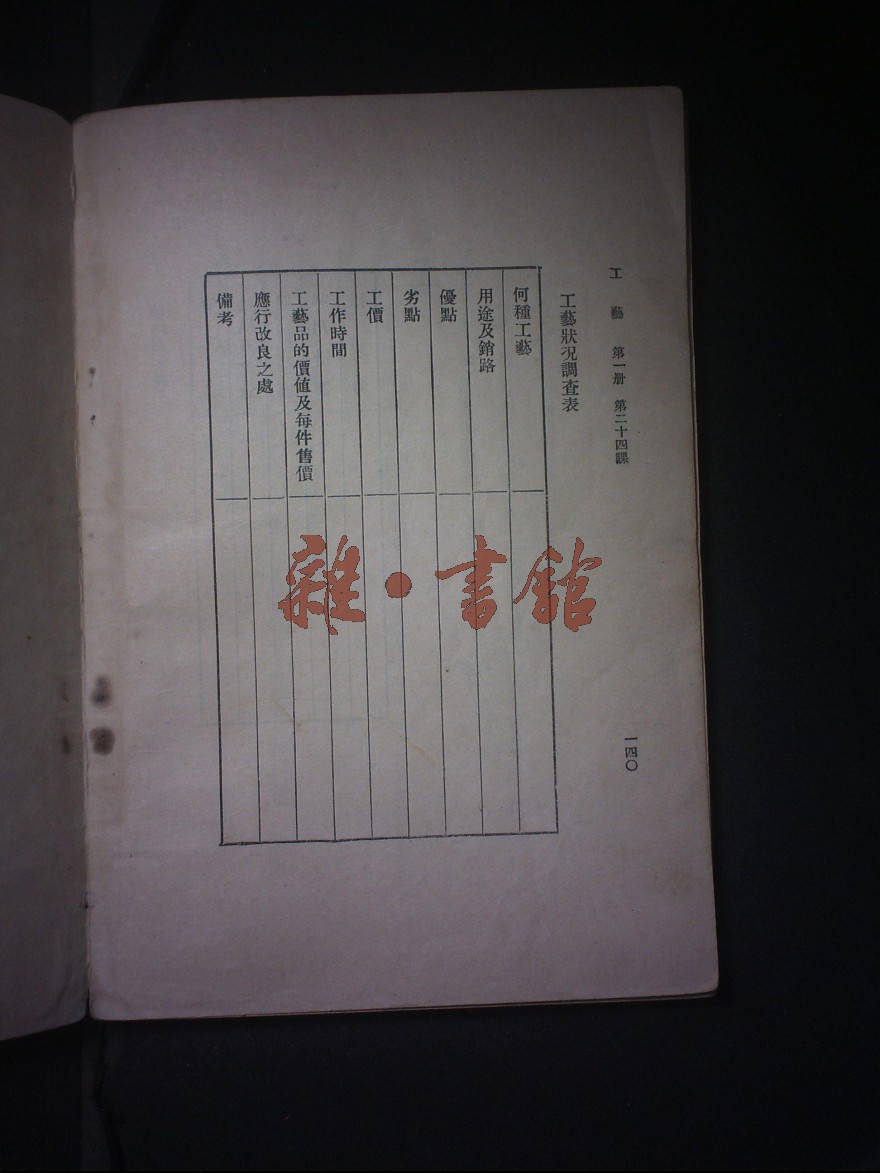 工藝 第一册 第二十四課
一四〇
工藝狀况調查表
何種工藝
用途及銷路
優點
劣點
工價
工作時間
工藝品的價值及每件售價
應行改良之處
備考
雜·書館